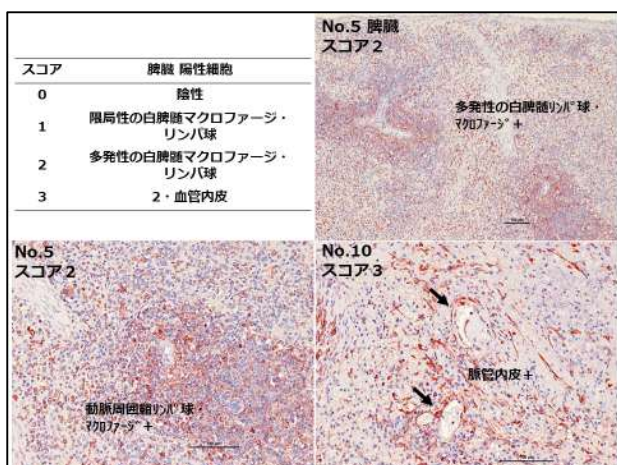 スコア 脾臓 陽性細胞
0 陰性
1 限局性の白脾髄マクロファージ・
リンパ球
2 多発性の白脾髄マクロファージ・
リンパ球
3 2・血管内皮
No.5 脾臓
スコア２
多発性の白脾髄ﾘﾝﾊﾟ球・
ﾏｸﾛﾌｧｰｼﾞ+
No.5
スコア２
動脈周囲鞘ﾘﾝﾊﾟ球・
ﾏｸﾛﾌｧｰｼﾞ+
No.10
スコア３
脈管内皮+